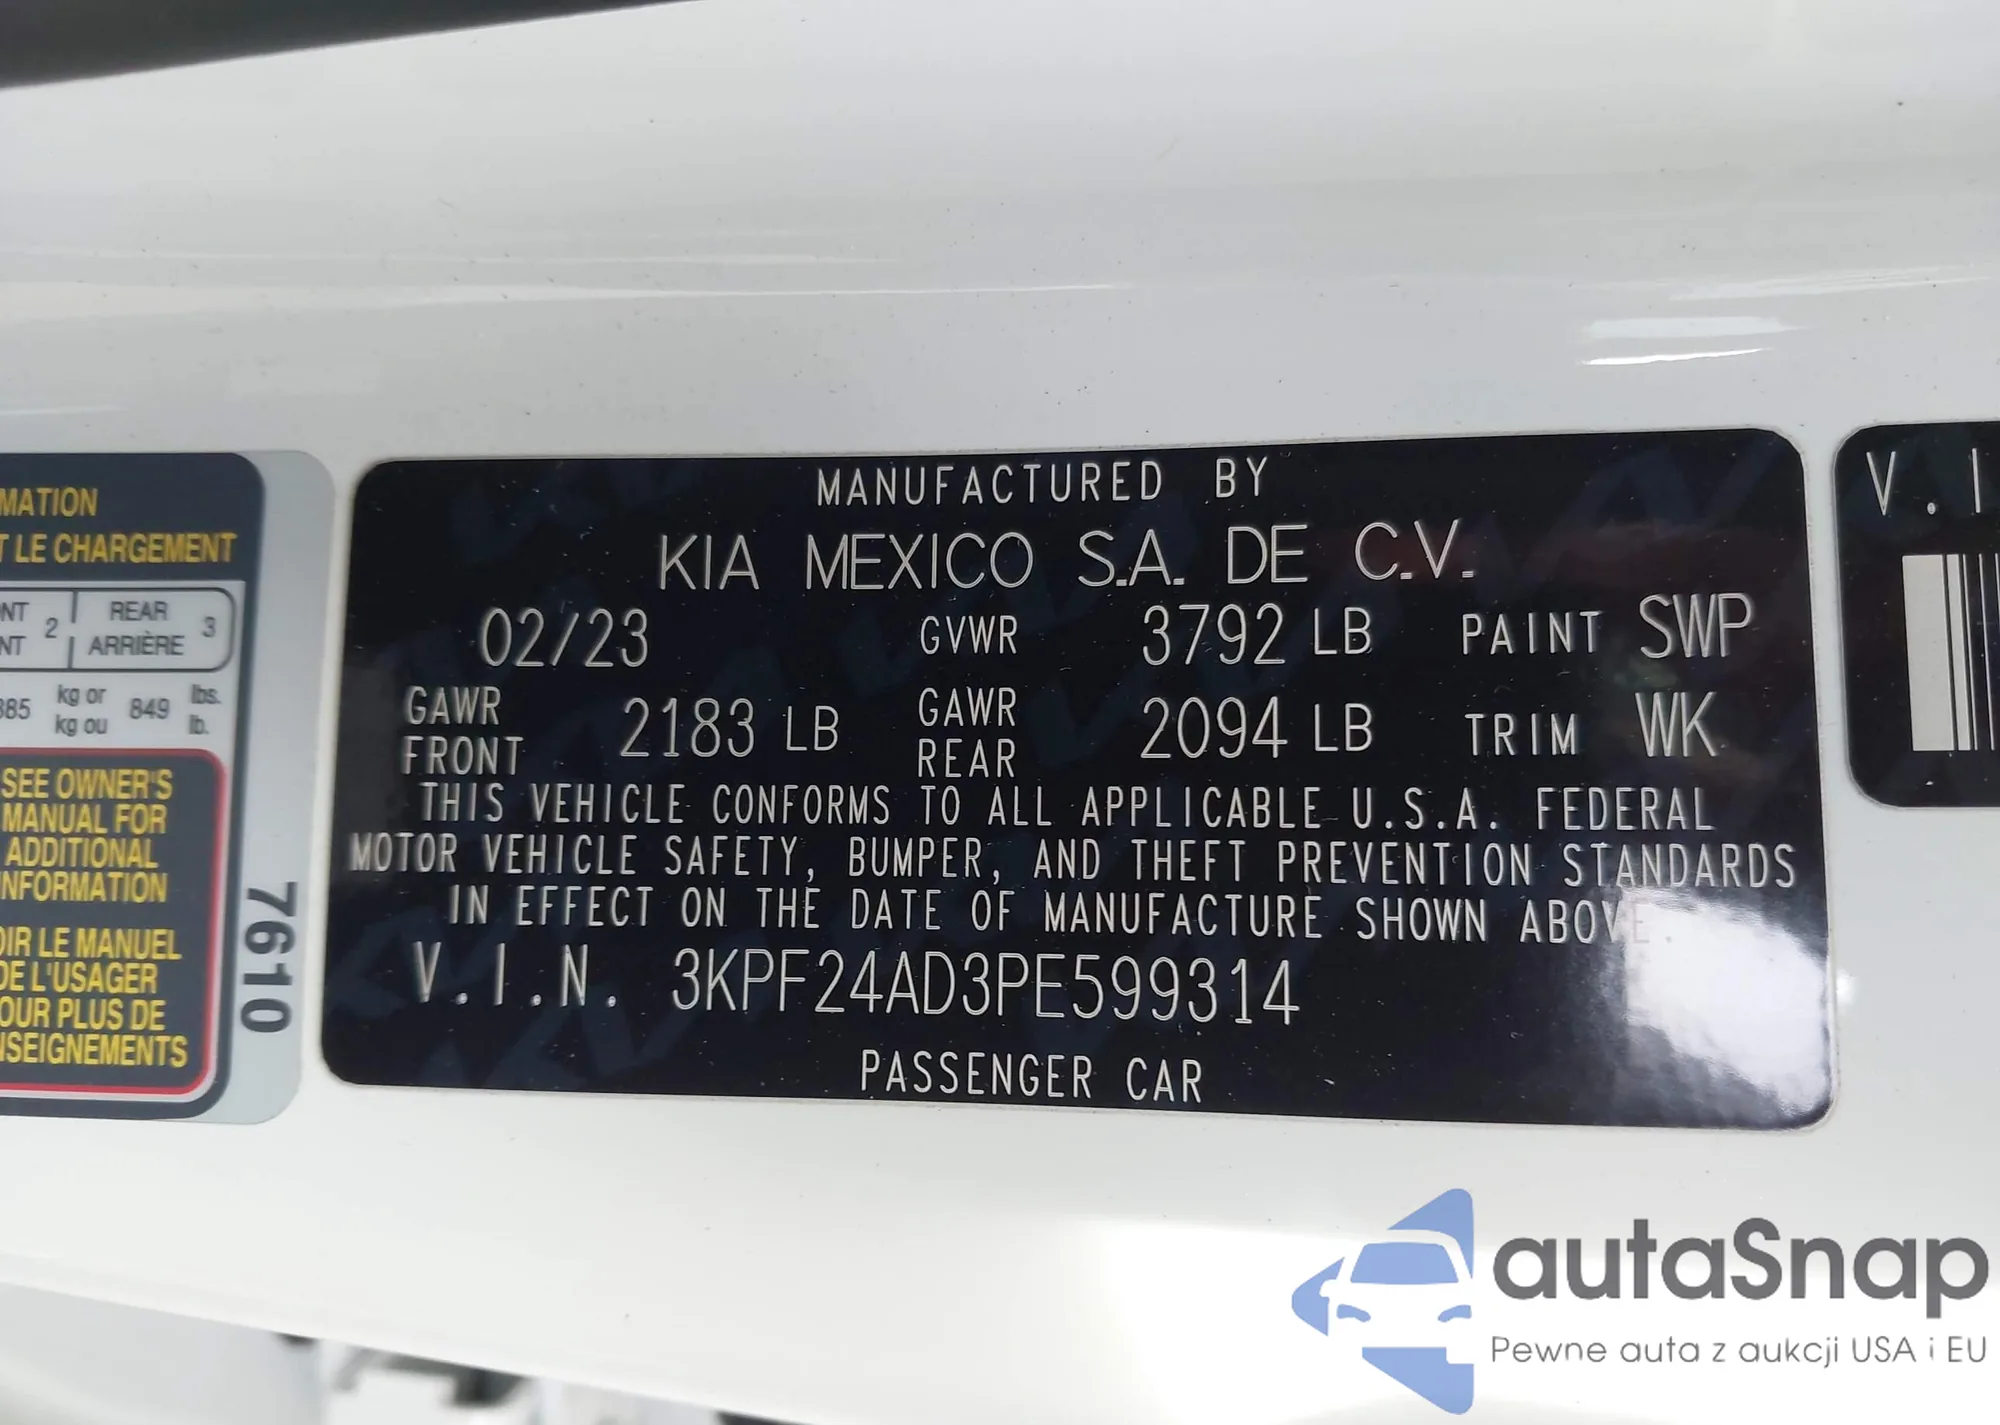 MATION
T LE CHARGEMENT
NT 2 REAR 3
NT ARRIÈRE
385 kg or 849 lbs.
kg ou lb.
SEE OWNER'S
MANUAL FOR
ADDITIONAL
INFORMATION
OIR LE MANUEL
DE L'USAGER
OUR PLUS DE
NSEIGNEMENTS
7610
MANUFACTURED BY
KIA MEXICO S.A. DE C.V.
02/23 GVWR 3792 LB PAINT SWP
GAWR FRONT 2183 LB GAWR REAR 2094 LB TRIM WK
THIS VEHICLE CONFORMS TO ALL APPLICABLE U.S.A. FEDERAL
MOTOR VEHICLE SAFETY, BUMPER, AND THEFT PREVENTION STANDARDS
IN EFFECT ON THE DATE OF MANUFACTURE SHOWN ABOVE.
V.I.N. 3KPF24AD3PE599314
PASSENGER CAR
V.I
autaSnap
Pewne auta z aukcji USA i EU